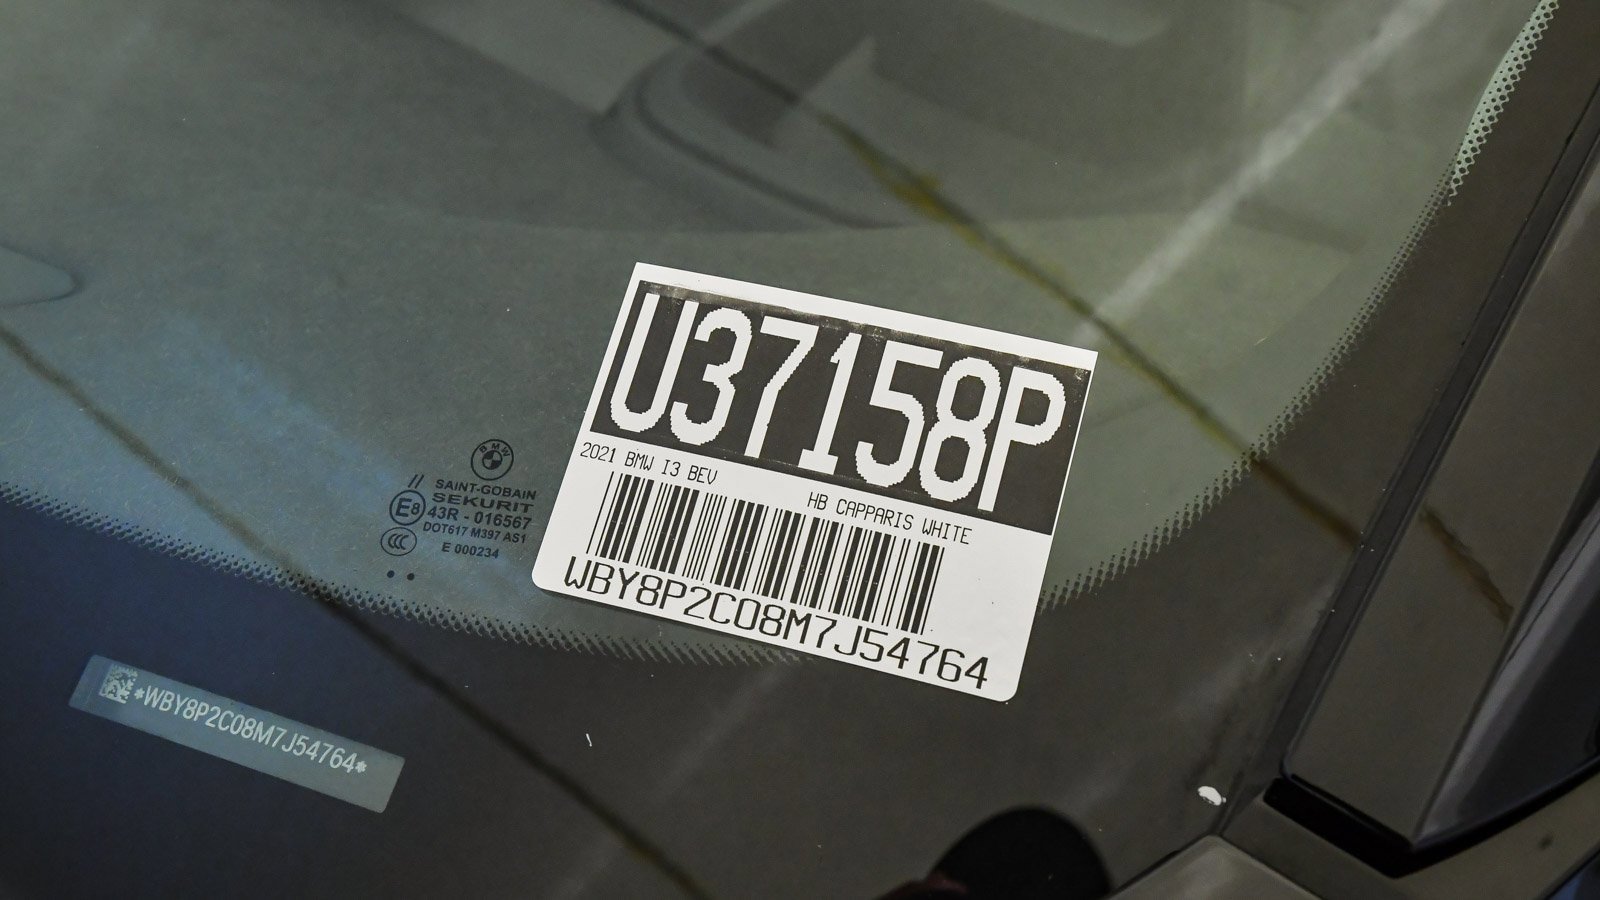 U37158P
2021 BMW I3 BEV HB CAPPARIS WHITE
WBY8P2C08M7J54764
BMW
//
SAINT-GOBAIN
SEKURIT
E8 43R - 016567
DOT617 M397 AS1
CCC E 000234
*WBY8P2C08M7J54764*